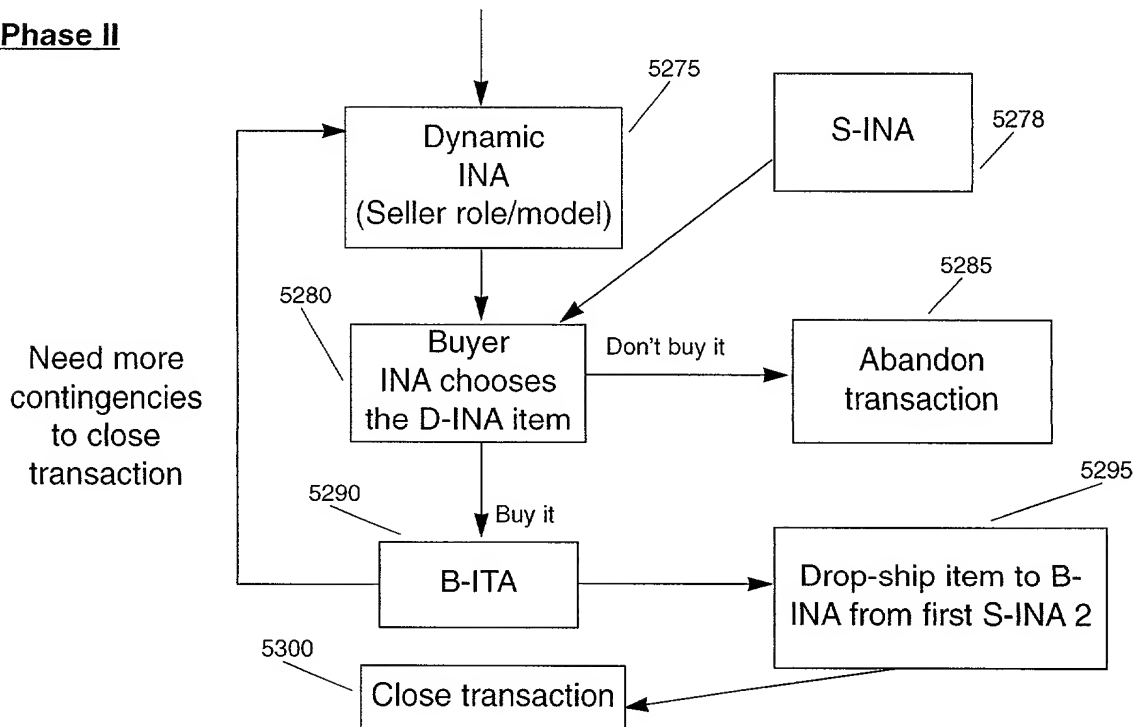 Phase II
5275
Dynamic
INA
(Seller role/model)
S-INA
5278
5280
Buyer
INA chooses
the D-INA item
Don't buy it
5285
Abandon
transaction
Need more
contingencies
to close
transaction
5290
Buy it
B-ITA
5295
Drop-ship item to B-
INA from first S-INA 2
5300
Close transaction